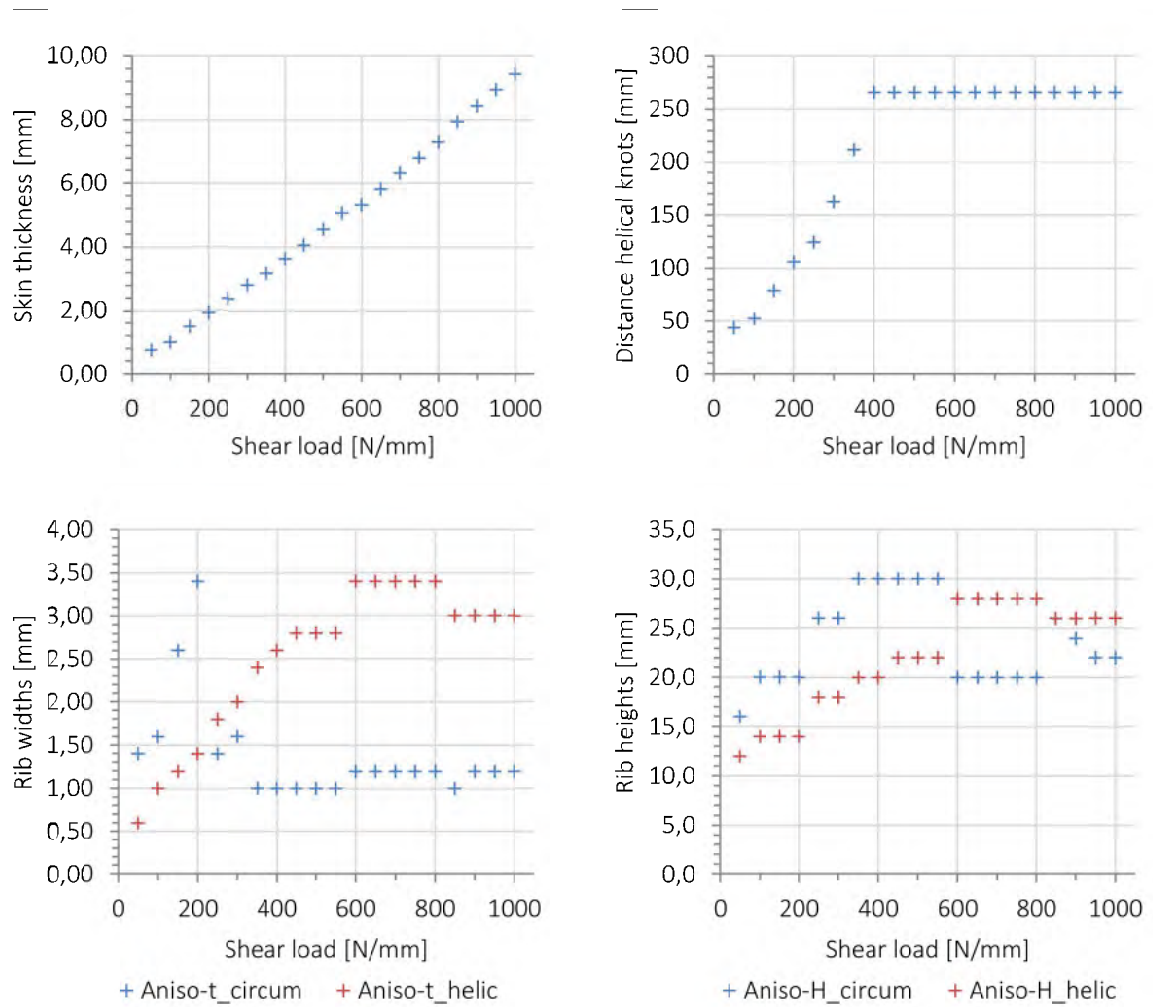 10,00
8,00
6,00
4,00
2,00
0,00
Skin thickness [mm]
0 200 400 600 800 1000
Shear load [N/mm]
300
250
200
150
100
50
0
Distance helical knots [mm]
0 200 400 600 800 1000
Shear load [N/mm]
4,00
3,50
3,00
2,50
2,00
1,50
1,00
0,50
0,00
Rib widths [mm]
0 200 400 600 800 1000
Shear load [N/mm]
Aniso-t_circum Aniso-t_helic
35,0
30,0
25,0
20,0
15,0
10,0
5,0
0,0
Rib heights [mm]
0 200 400 600 800 1000
Shear load [N/mm]
Aniso-H_circum Aniso-H_helic